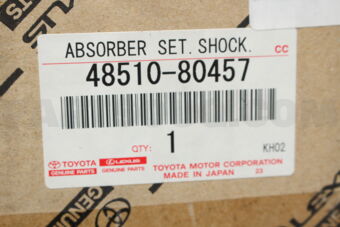 ABSORBER SET. SHOCK.
CC
48510-80457
QTY: 1
KH02
TOYOTA LEXUS TOYOTA MOTOR CORPORATION
GENUINE PARTS GENUINE PARTS MADE IN JAPAN 23